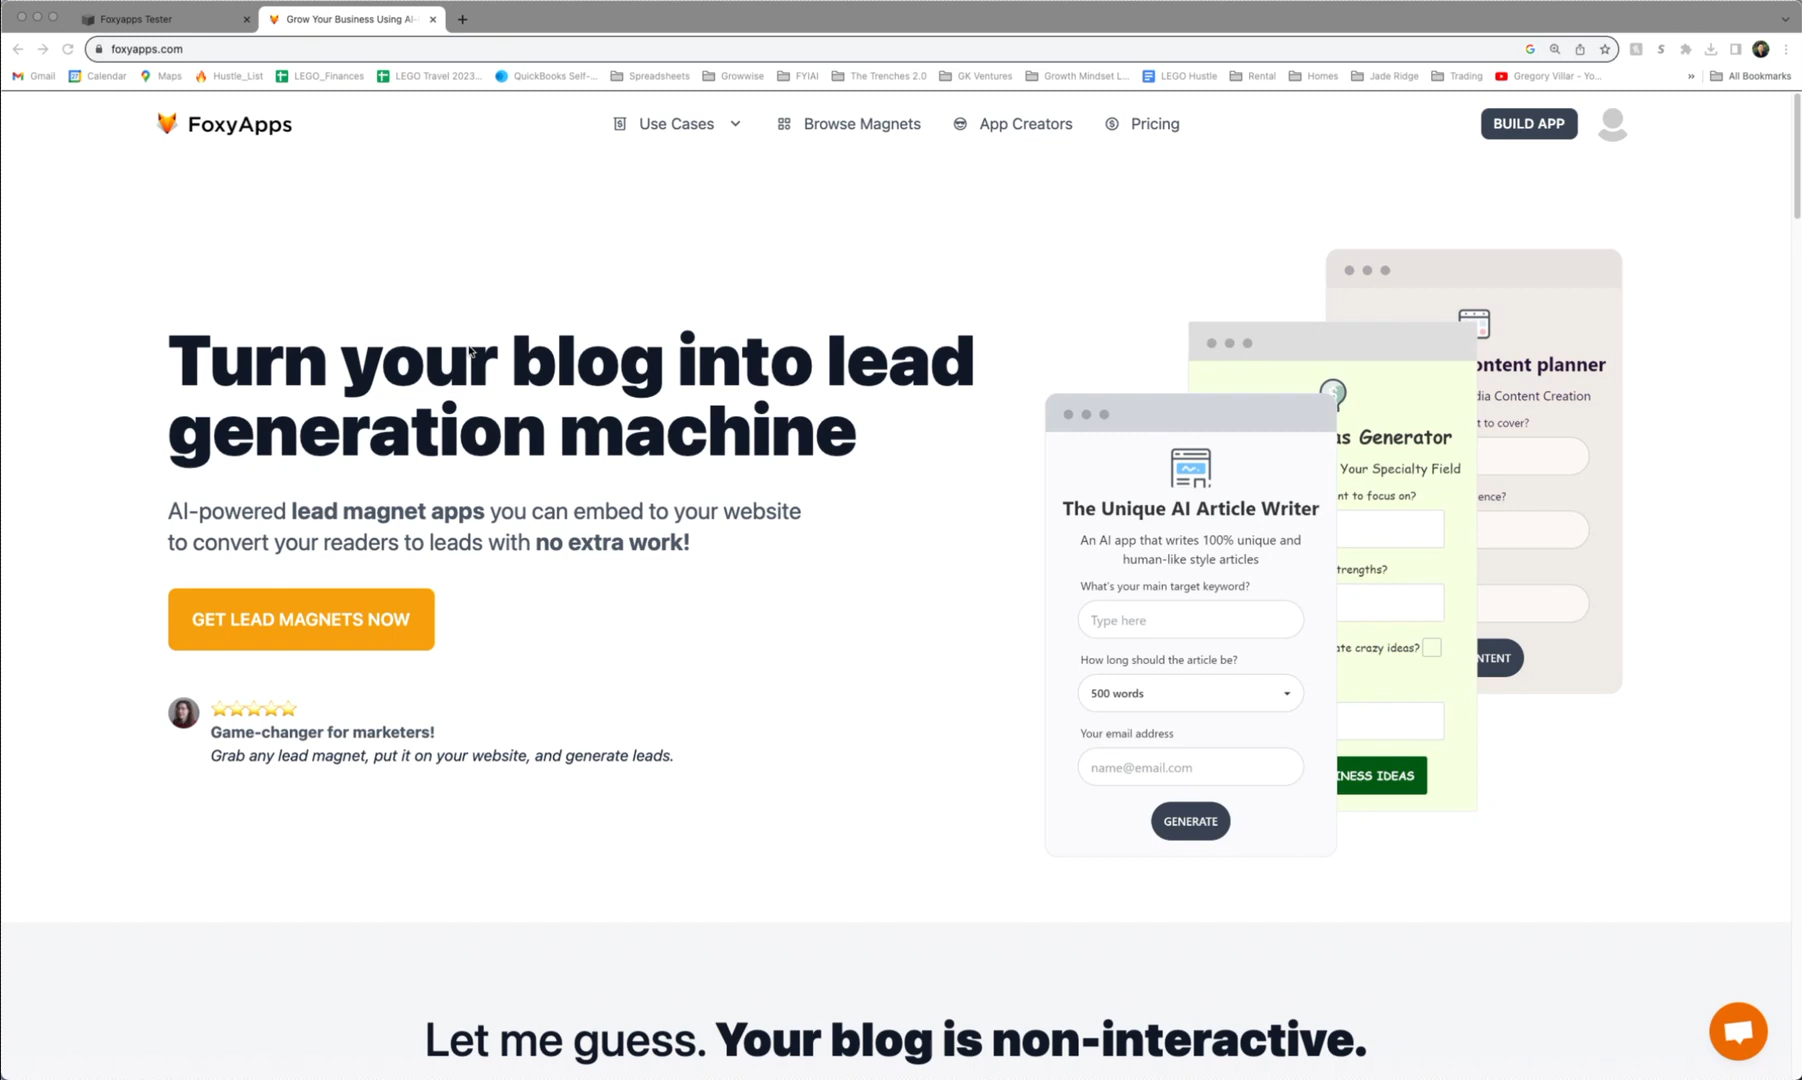 Foxyapps Tester
Grow Your Business Using AI-
foxyapps.com
Gmail
Calendar
Maps
Hustle_List
LEGO_Finances
LEGO Travel 2023...
QuickBooks Self-...
Spreadsheets
Growwise
FYIAI
The Trenches 2.0
GK Ventures
Growth Mindset L...
LEGO Hustle
Rental
Homes
Jade Ridge
Trading
Gregory Villar - Yo...
»
All Bookmarks
FoxyApps
Use Cases
Browse Magnets
App Creators
Pricing
BUILD APP
Turn your blog into lead
generation machine
AI-powered lead magnet apps you can embed to your website
to convert your readers to leads with no extra work!
GET LEAD MAGNETS NOW
Game-changer for marketers!
Grab any lead magnet, put it on your website, and generate leads.
The Unique AI Article Writer
An AI app that writes 100% unique and
human-like style articles
What's your main target keyword?
Type here
How long should the article be?
500 words
Your email address
name@email.com
GENERATE
as Generator
Your Specialty Field
nt to focus on?
trengths?
ate crazy ideas?
INESS IDEAS
ontent planner
dia Content Creation
t to cover?
ence?
NTENT
Let me guess. Your blog is non-interactive.